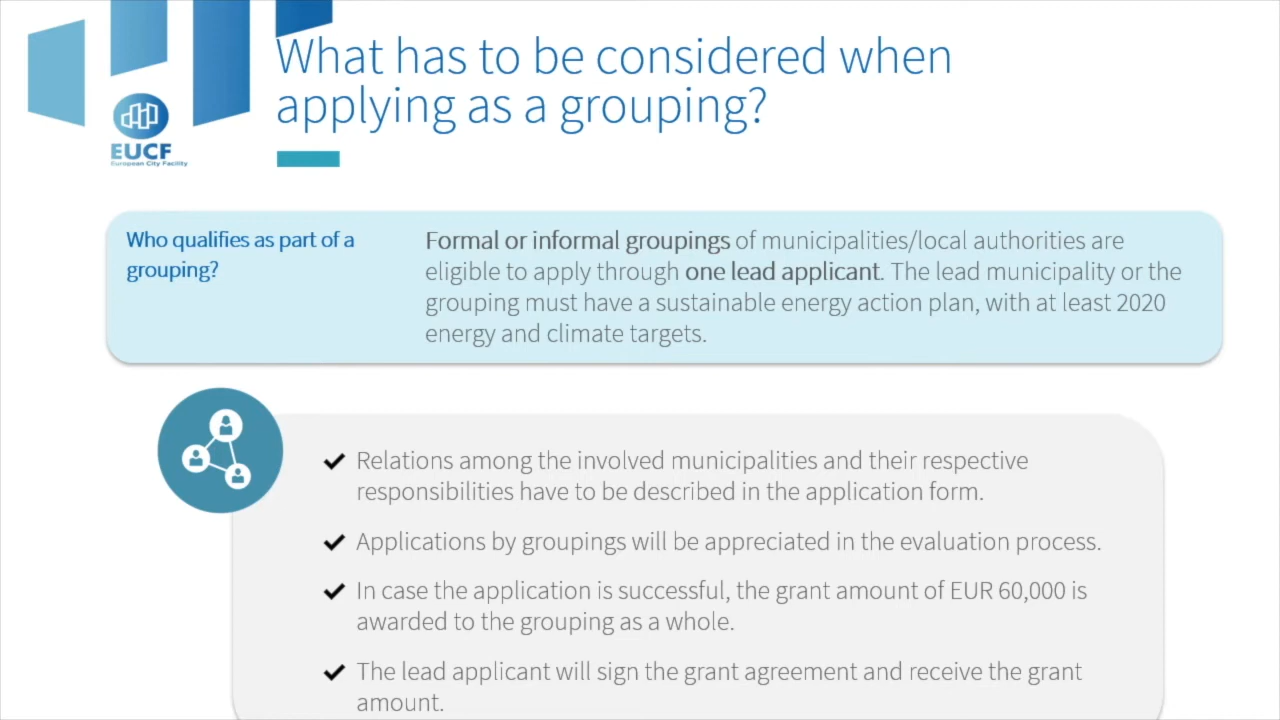 What has to be considered when
applying as a grouping?
EUCF
European City Facility
Who qualifies as part of a
grouping?
Formal or informal groupings of municipalities/local authorities are
eligible to apply through one lead applicant. The lead municipality or the
grouping must have a sustainable energy action plan, with at least 2020
energy and climate targets.
Relations among the involved municipalities and their respective
responsibilities have to be described in the application form.
Applications by groupings will be appreciated in the evaluation process.
In case the application is successful, the grant amount of EUR 60,000 is
awarded to the grouping as a whole.
The lead applicant will sign the grant agreement and receive the grant
amount.